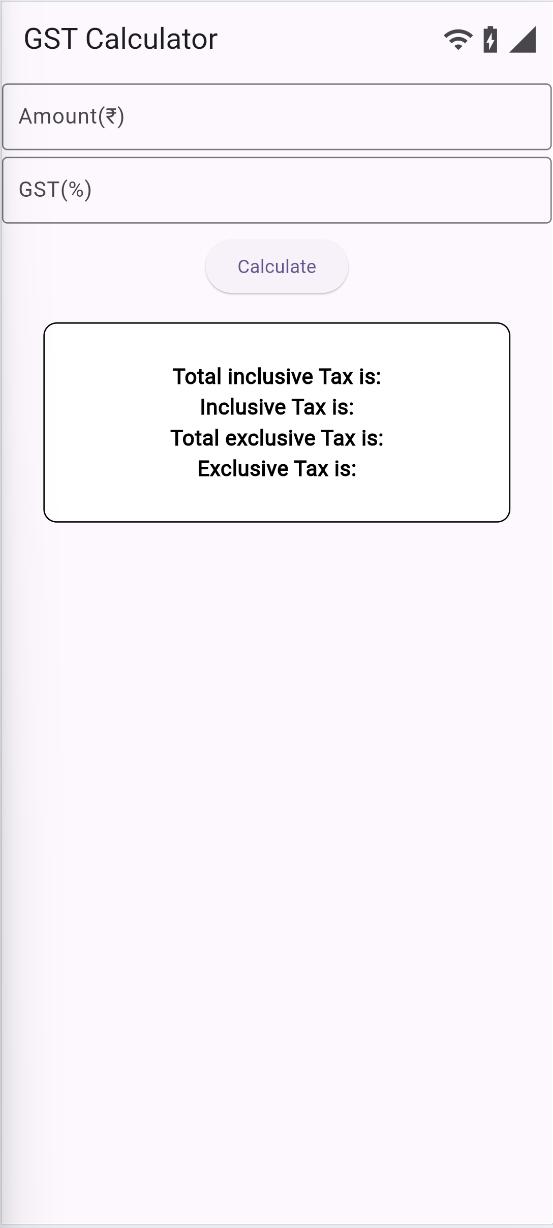 GST Calculator
Amount(₹)
GST(%)
Calculate
Total inclusive Tax is:
Inclusive Tax is:
Total exclusive Tax is:
Exclusive Tax is: